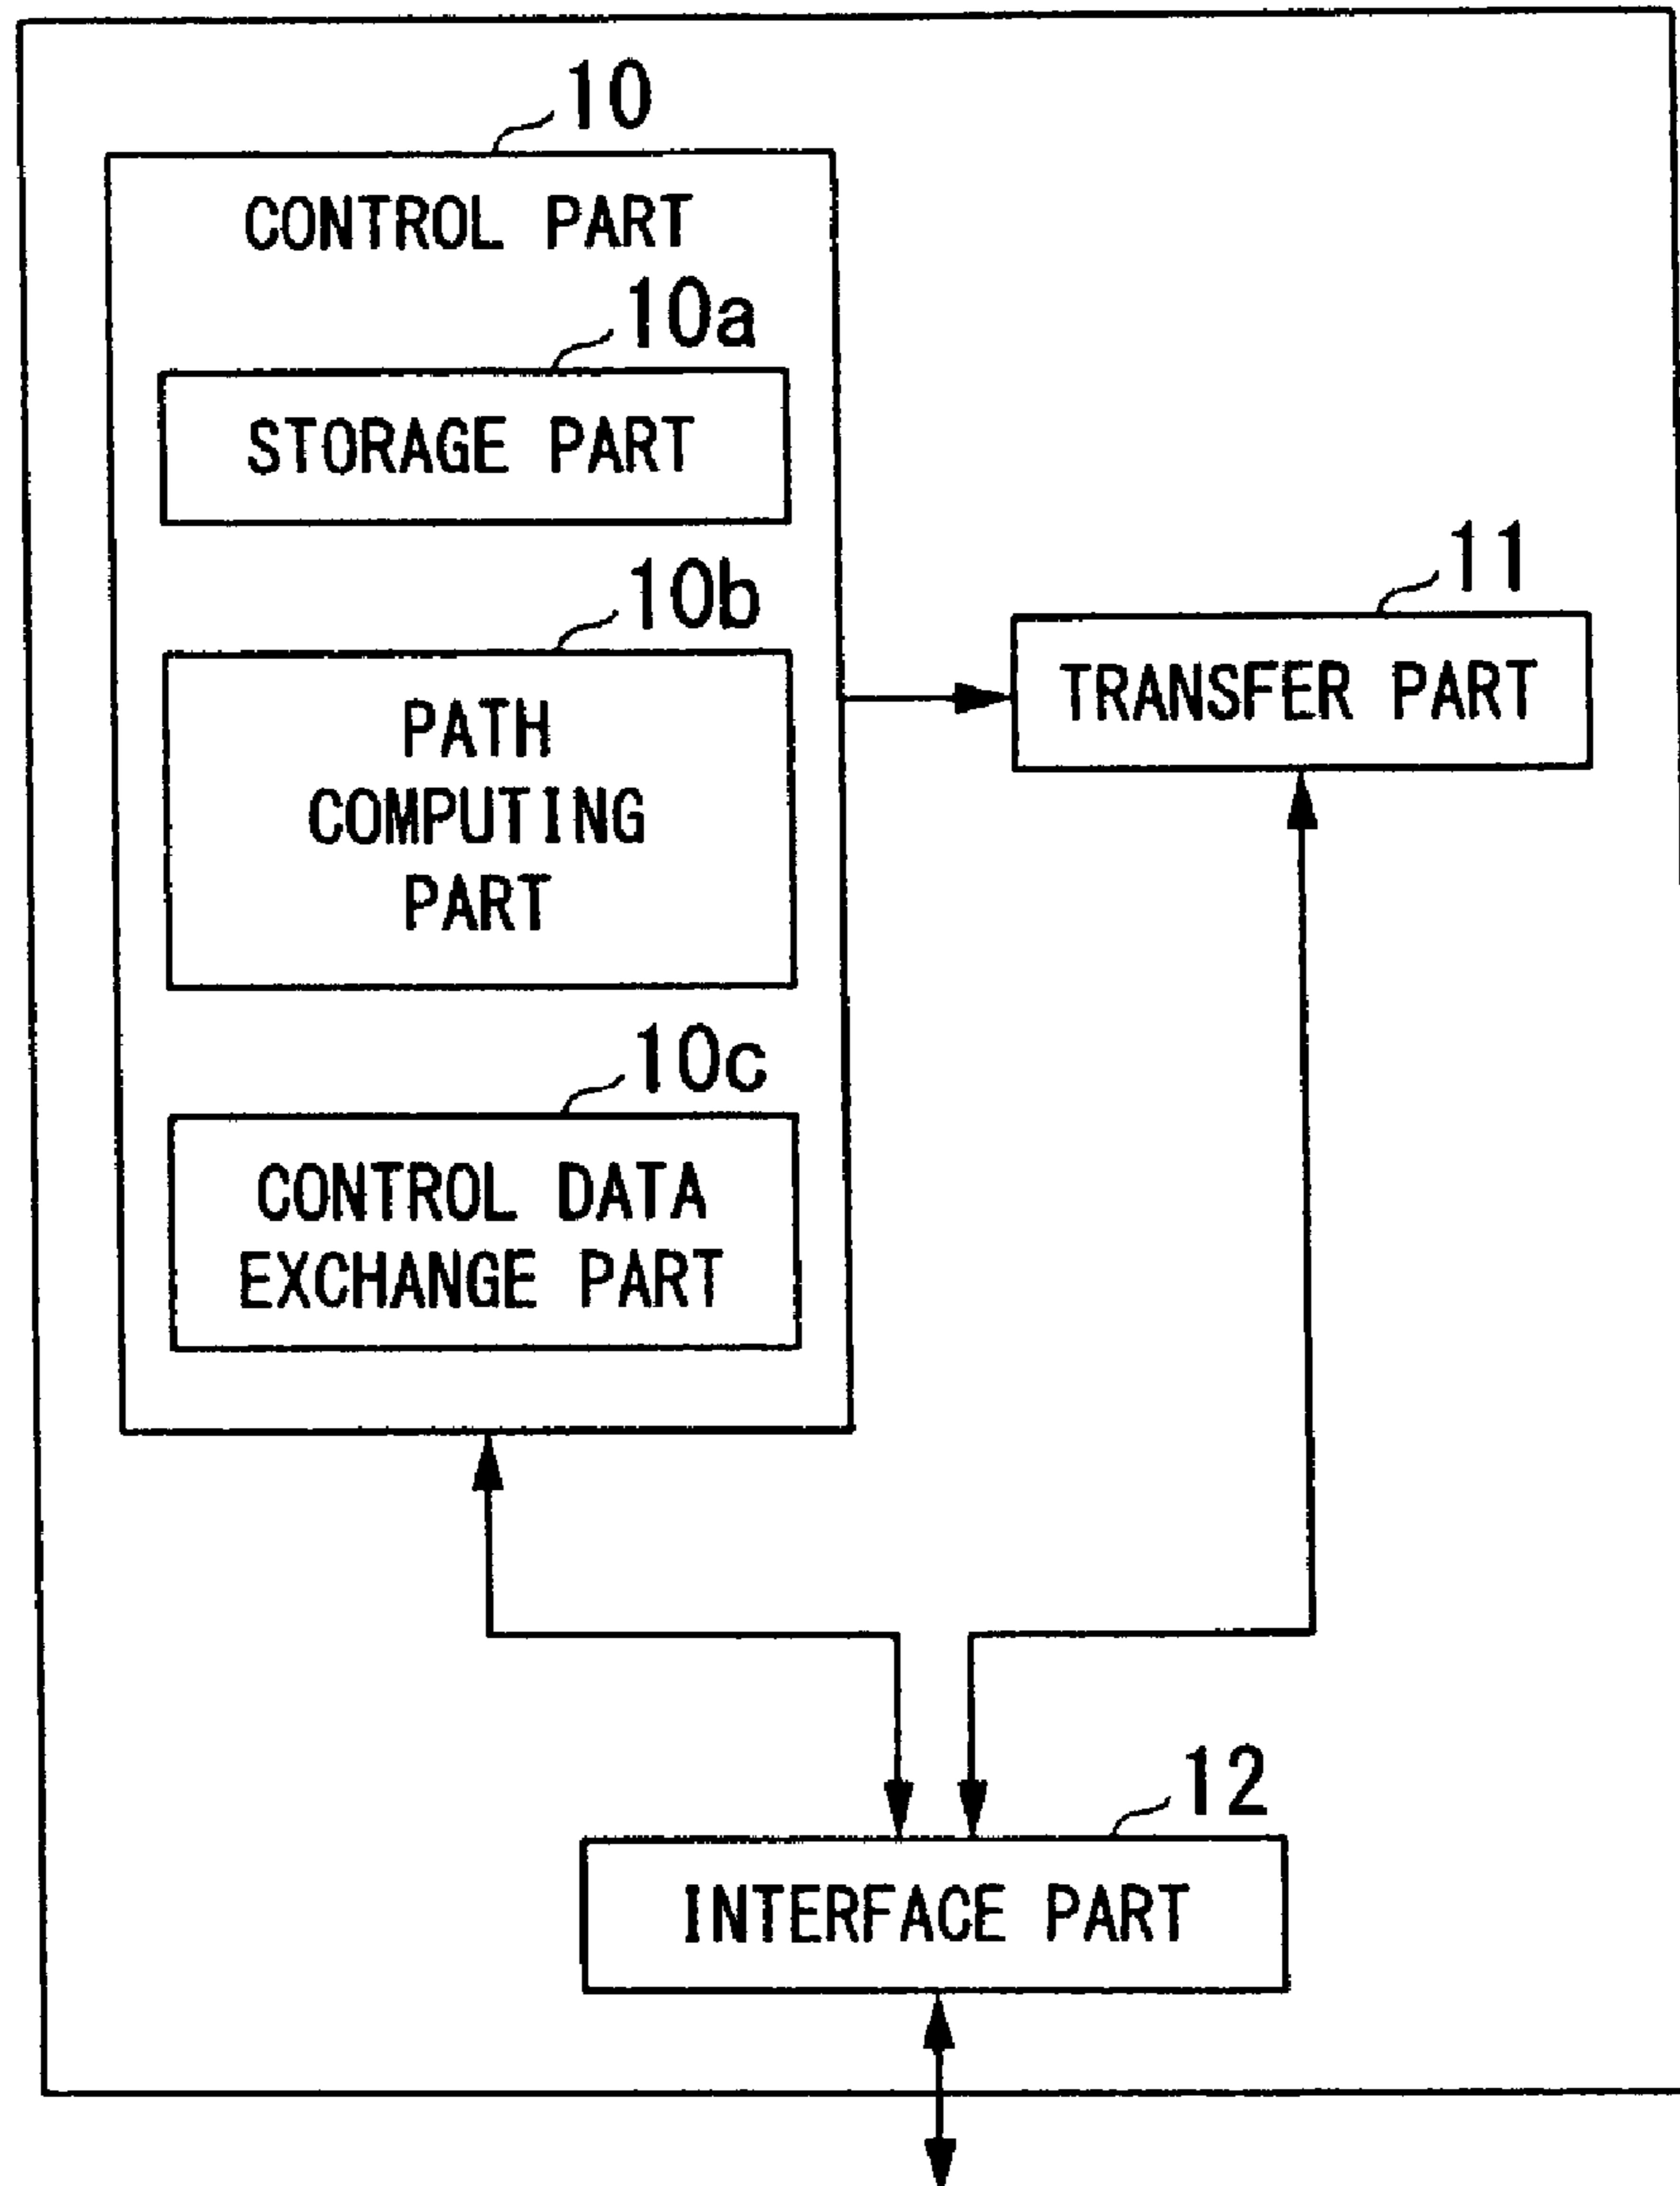 10
CONTROL PART
10a
STORAGE PART
10b
PATH
COMPUTING
PART
10c
CONTROL DATA
EXCHANGE PART
11
TRANSFER PART
12
INTERFACE PART